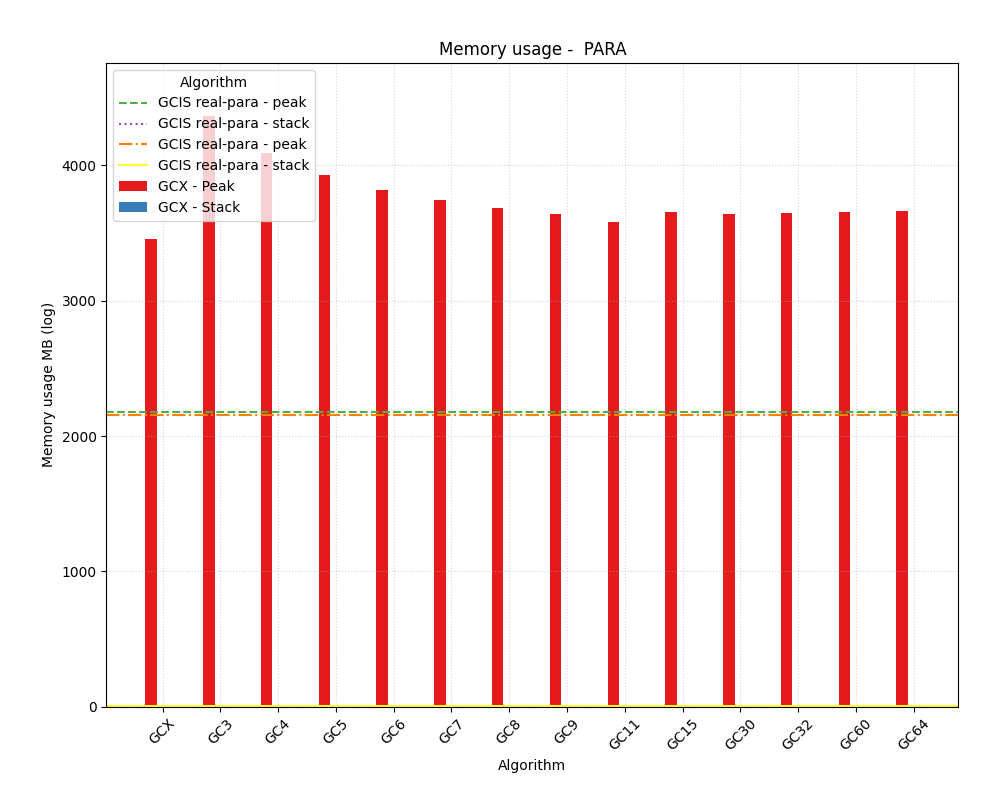 Memory usage -  PARA
Algorithm
GCIS real-para - peak
GCIS real-para - stack
GCIS real-para - peak
GCIS real-para - stack
GCX - Peak
GCX - Stack
Memory usage MB (log)
4000
3000
2000
1000
0
GCX
GC3
GC4
GC5
GC6
GC7
GC8
GC9
GC11
GC15
GC30
GC32
GC60
GC64
Algorithm